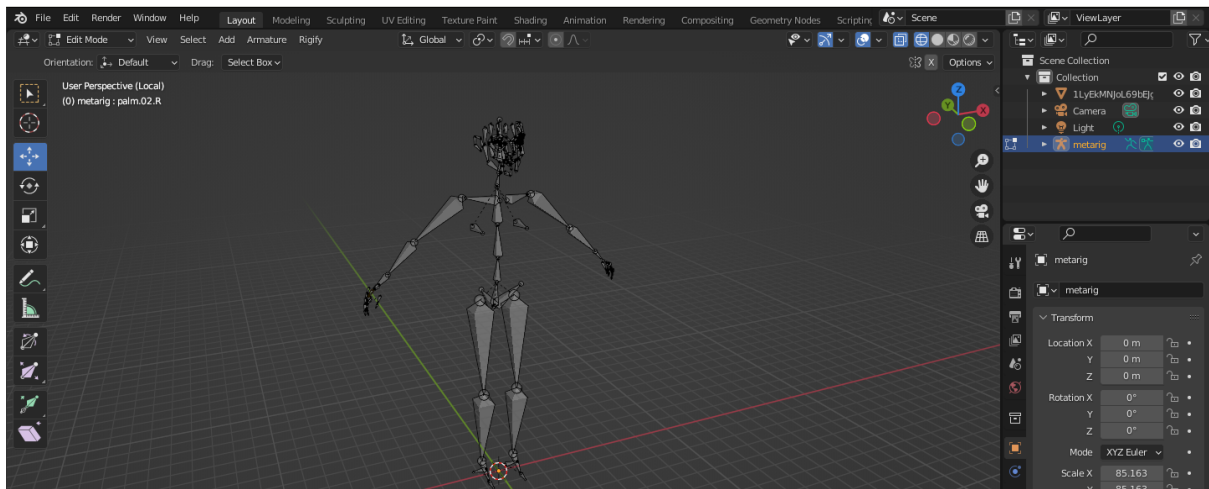 File Edit Render Window Help Layout Modeling Sculpting UV Editing Texture Paint Shading Animation Rendering Compositing Geometry Nodes Scripting Scene ViewLayer
Edit Mode View Select Add Armature Rigify Global
Orientation: Default Drag: Select Box X Options
User Perspective (Local)
(0) metarig : palm.02.R
Z
Y
X
Scene Collection
Collection
Camera
Light
metarig
metarig
metarig
Transform
Location X 0 m
Y 0 m
Z 0 m
Rotation X 0°
Y 0°
Z 0°
Mode XYZ Euler
Scale X 85.163
Y 85.163